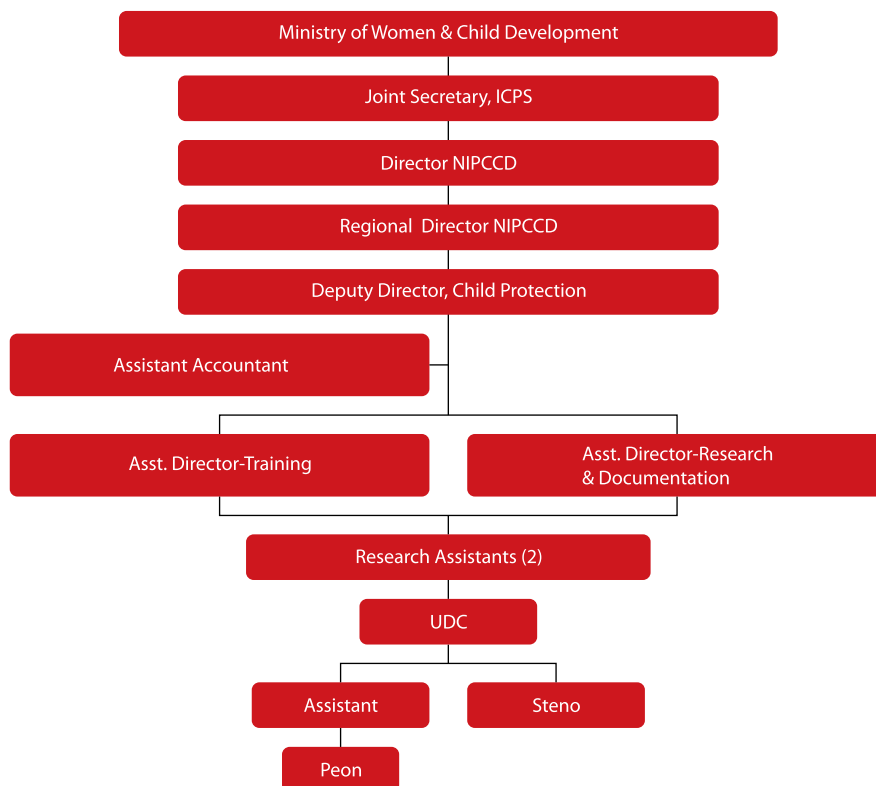 Ministry of Women & Child Development
Joint Secretary, ICPS
Director NIPCCD
Regional Director NIPCCD
Deputy Director, Child Protection
Assistant Accountant
Asst. Director-Training
Asst. Director-Research
& Documentation
Research Assistants (2)
UDC
Assistant
Steno
Peon